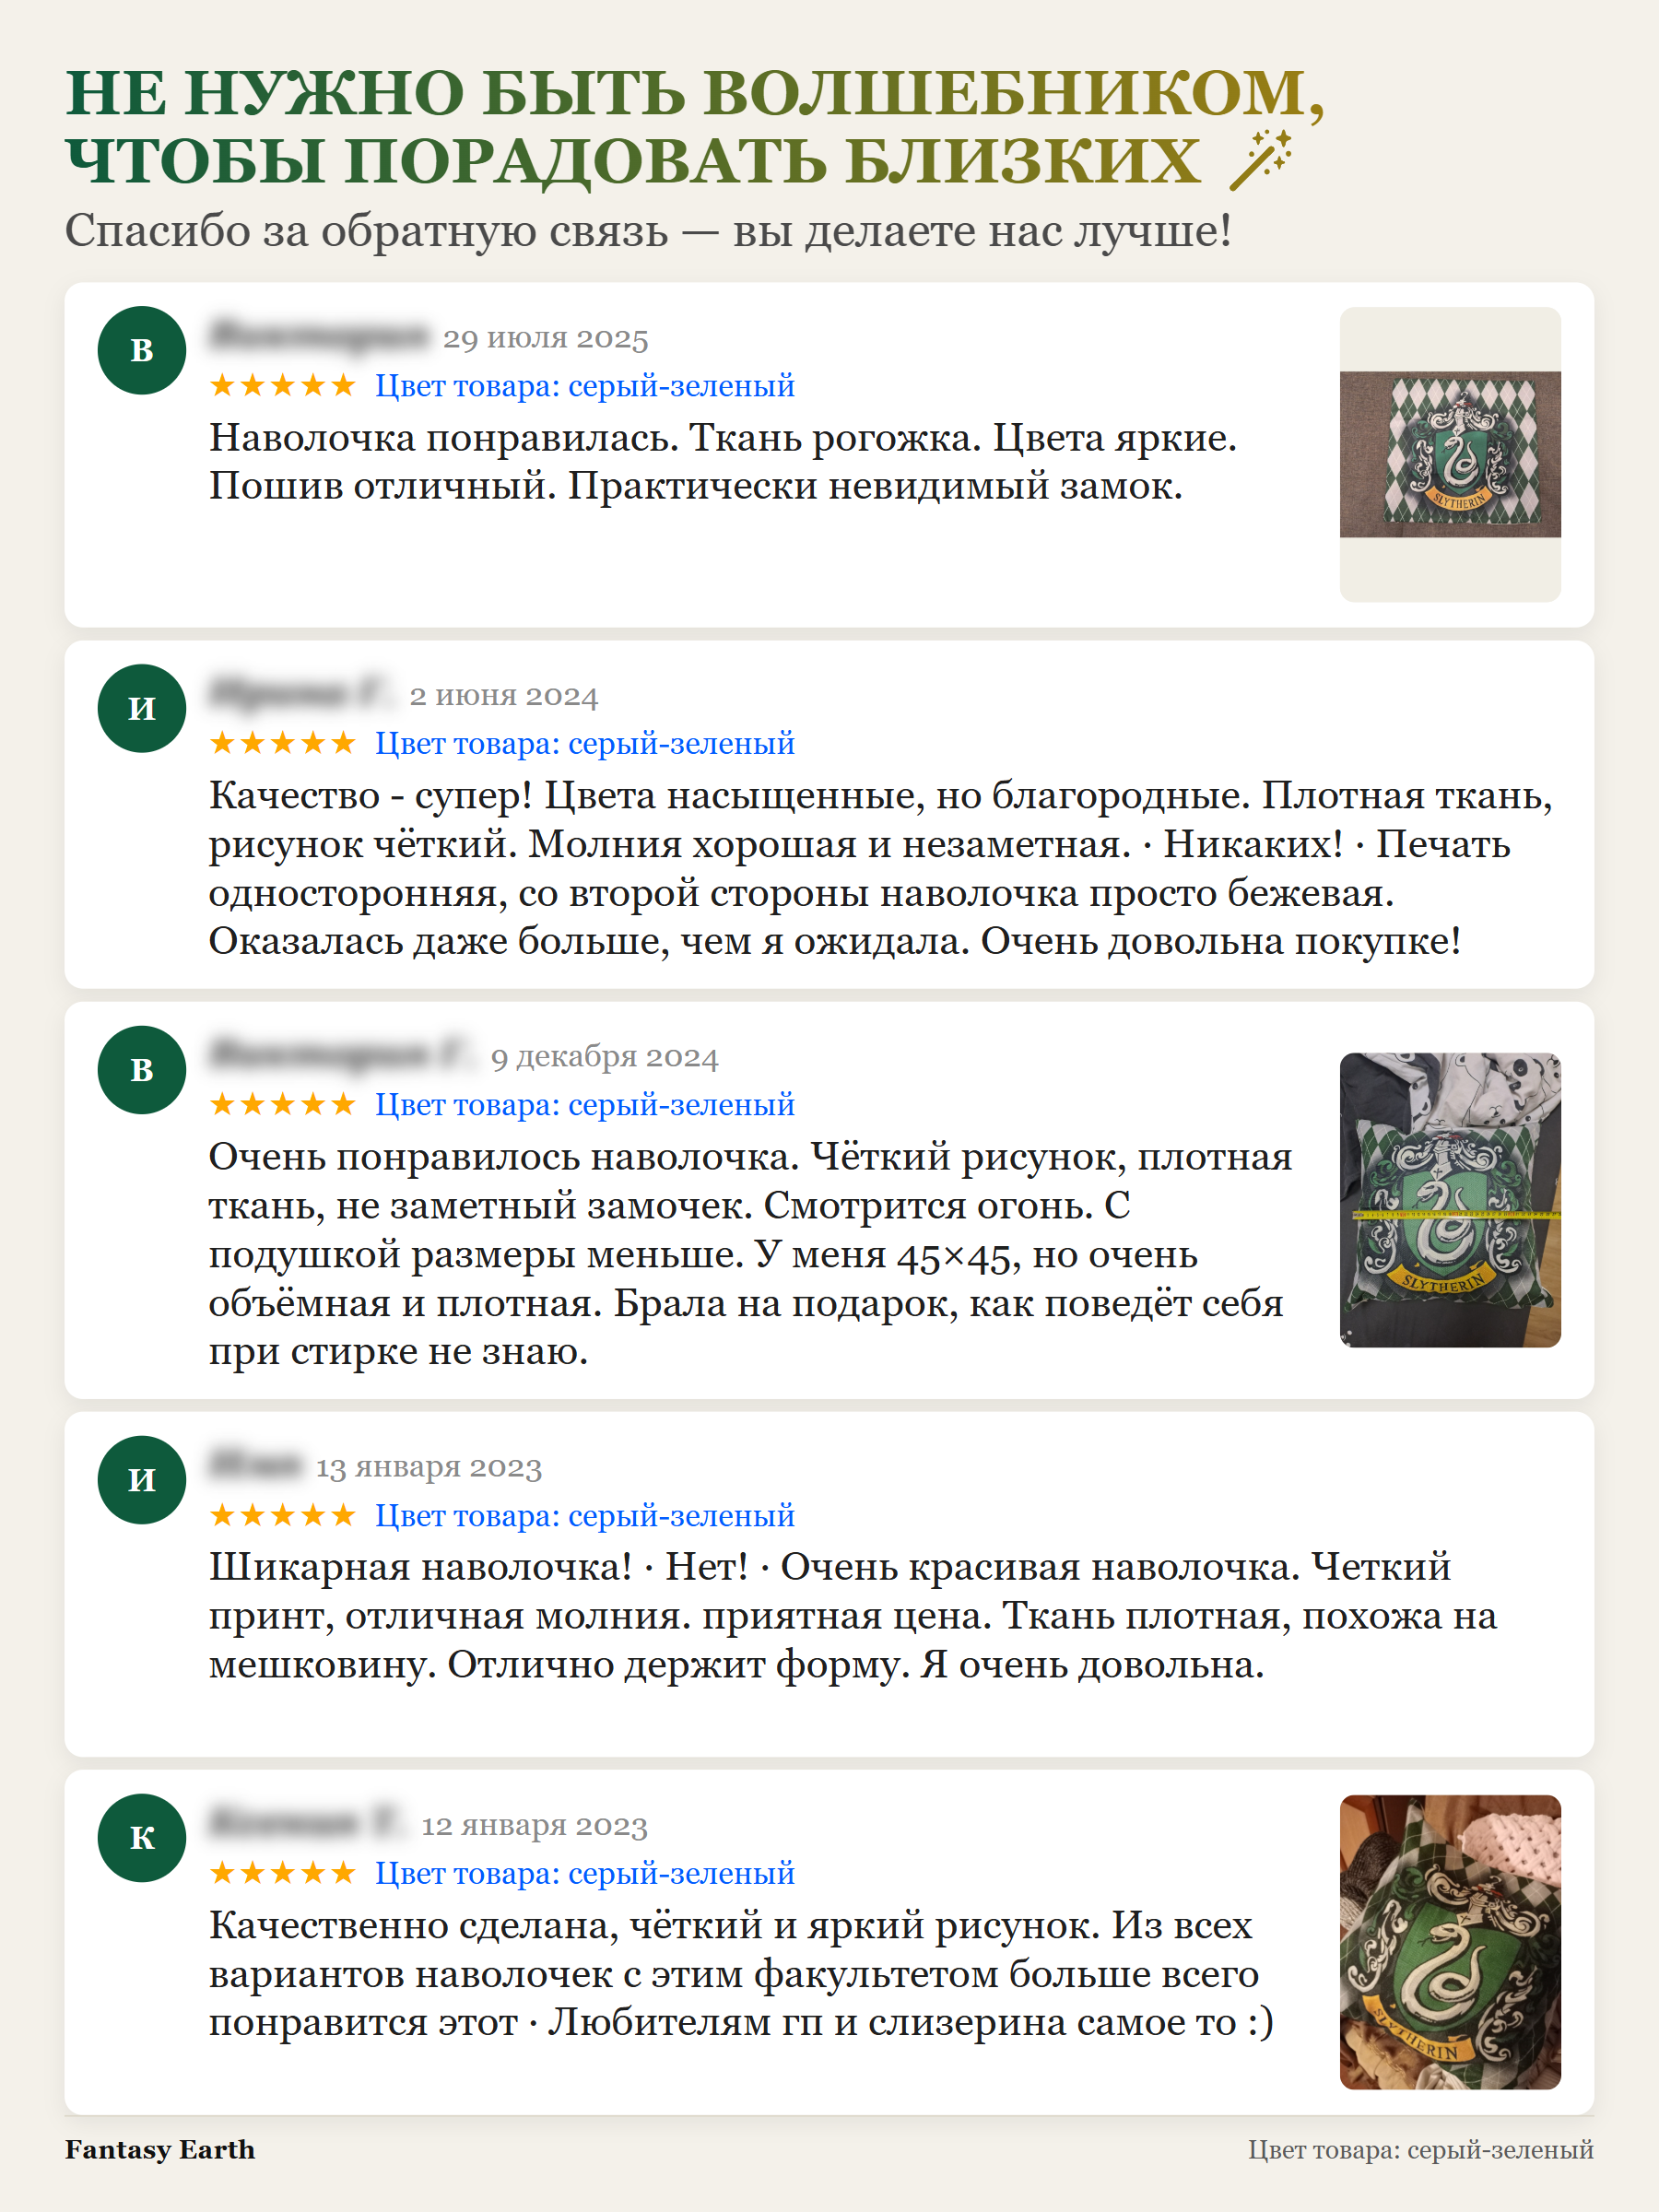 НЕ НУЖНО БЫТЬ ВОЛШЕБНИКОМ,
ЧТОБЫ ПОРАДОВАТЬ БЛИЗКИХ
Спасибо за обратную связь — вы делаете нас лучше!
В
29 июля 2025
★★★★★ Цвет товара: серый-зеленый
Наволочка понравилась. Ткань рогожка. Цвета яркие.
Пошив отличный. Практически невидимый замок.
SLYTHERIN
И
2 июня 2024
★★★★★ Цвет товара: серый-зеленый
Качество - супер! Цвета насыщенные, но благородные. Плотная ткань,
рисунок чёткий. Молния хорошая и незаметная. · Никаких! · Печать
односторонняя, со второй стороны наволочка просто бежевая.
Оказалась даже больше, чем я ожидала. Очень довольна покупке!
В
9 декабря 2024
★★★★★ Цвет товара: серый-зеленый
Очень понравилось наволочка. Чёткий рисунок, плотная
ткань, не заметный замочек. Смотрится огонь. С
подушкой размеры меньше. У меня 45×45, но очень
объёмная и плотная. Брала на подарок, как поведёт себя
при стирке не знаю.
SLYTHERIN
И
13 января 2023
★★★★★ Цвет товара: серый-зеленый
Шикарная наволочка! · Нет! · Очень красивая наволочка. Четкий
принт, отличная молния. приятная цена. Ткань плотная, похожа на
мешковину. Отлично держит форму. Я очень довольна.
К
12 января 2023
★★★★★ Цвет товара: серый-зеленый
Качественно сделана, чёткий и яркий рисунок. Из всех
вариантов наволочек с этим факультетом больше всего
понравится этот · Любителям гп и слизерина самое то :)
SLYTHERIN
Fantasy Earth
Цвет товара: серый-зеленый